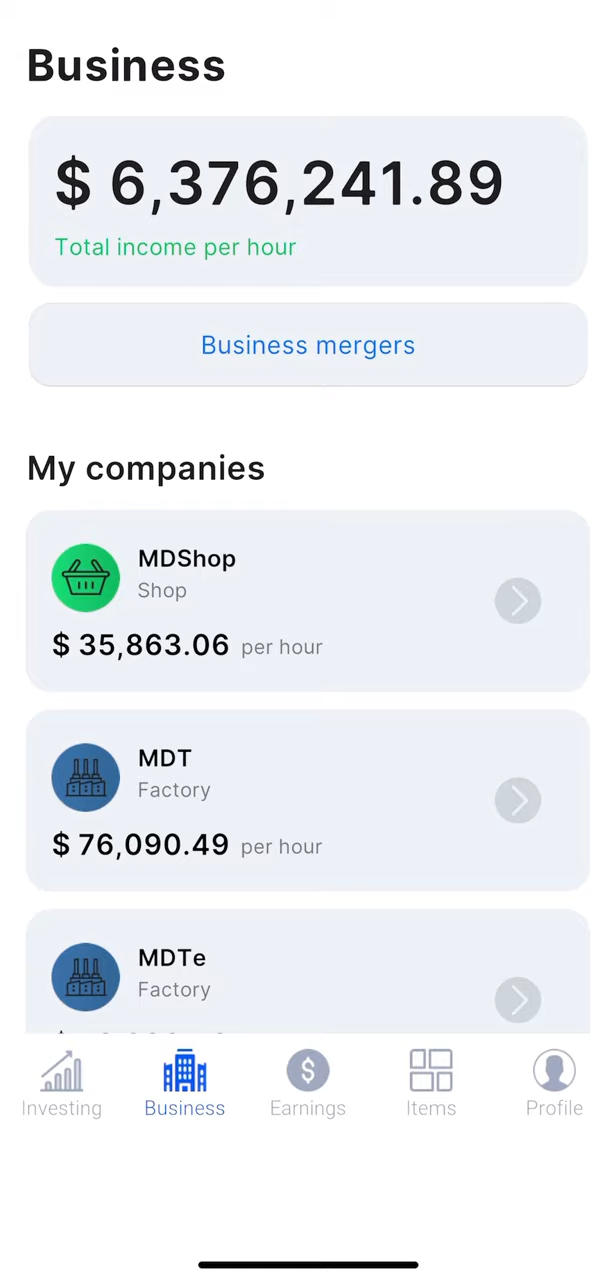 Business
$ 6,376,241.89
Total income per hour
Business mergers
My companies
MDShop
Shop
$ 35,863.06 per hour
MDT
Factory
$ 76,090.49 per hour
MDTe
Factory
Investing
Business
Earnings
Items
Profile